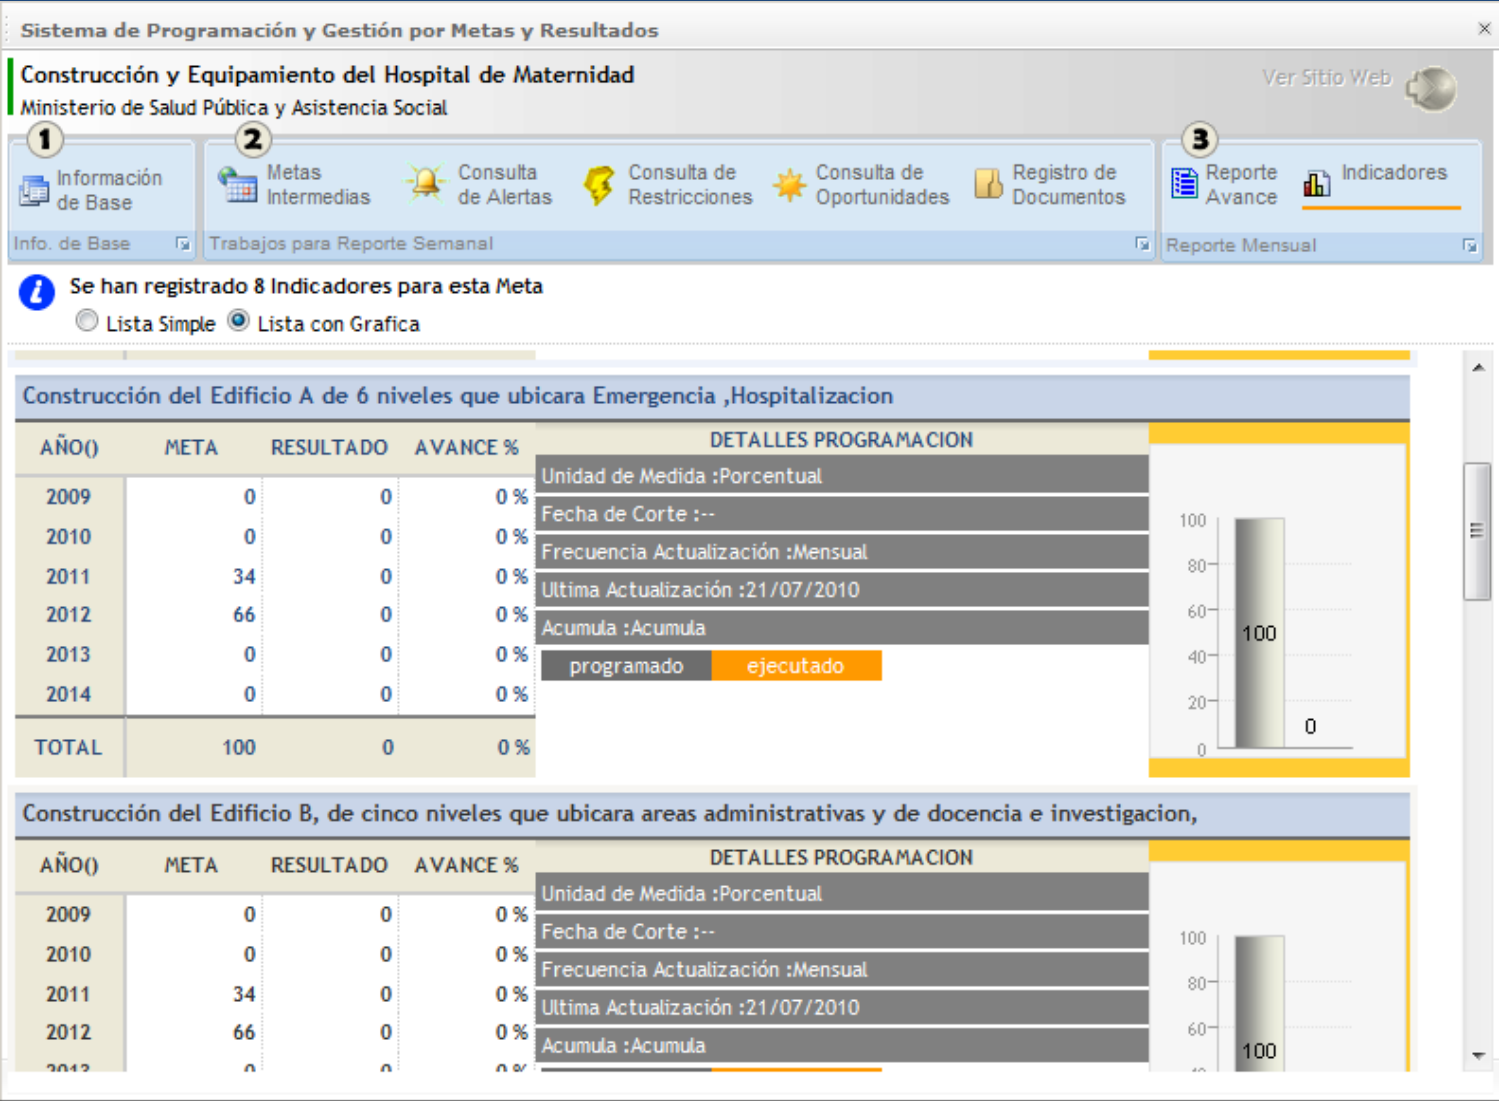 Sistema de Programación y Gestión por Metas y Resultados
Construcción y Equipamiento del Hospital de Maternidad
Ministerio de Salud Pública y Asistencia Social
Ver Sitio Web
1 2 3
Información de Base
Metas Intermedias
Consulta de Alertas
Consulta de Restricciones
Consulta de Oportunidades
Registro de Documentos
Reporte Avance
Indicadores
Info. de Base
Trabajos para Reporte Semanal
Reporte Mensual
Se han registrado 8 Indicadores para esta Meta
Lista Simple Lista con Grafica
Construcción del Edificio A de 6 niveles que ubicara Emergencia ,Hospitalizacion
AÑO() META RESULTADO AVANCE %
2009 0 0 0 %
2010 0 0 0 %
2011 34 0 0 %
2012 66 0 0 %
2013 0 0 0 %
2014 0 0 0 %
TOTAL 100 0 0 %
DETALLES PROGRAMACION
Unidad de Medida :Porcentual
Fecha de Corte :--
Frecuencia Actualización :Mensual
Ultima Actualización :21/07/2010
Acumula :Acumula
programado ejecutado
100
80
60
40
20
0
100
0
Construcción del Edificio B, de cinco niveles que ubicara areas administrativas y de docencia e investigacion,
AÑO() META RESULTADO AVANCE %
2009 0 0 0 %
2010 0 0 0 %
2011 34 0 0 %
2012 66 0 0 %
2013 0 0 0 %
DETALLES PROGRAMACION
Unidad de Medida :Porcentual
Fecha de Corte :--
Frecuencia Actualización :Mensual
Ultima Actualización :21/07/2010
Acumula :Acumula
100
80
60
100